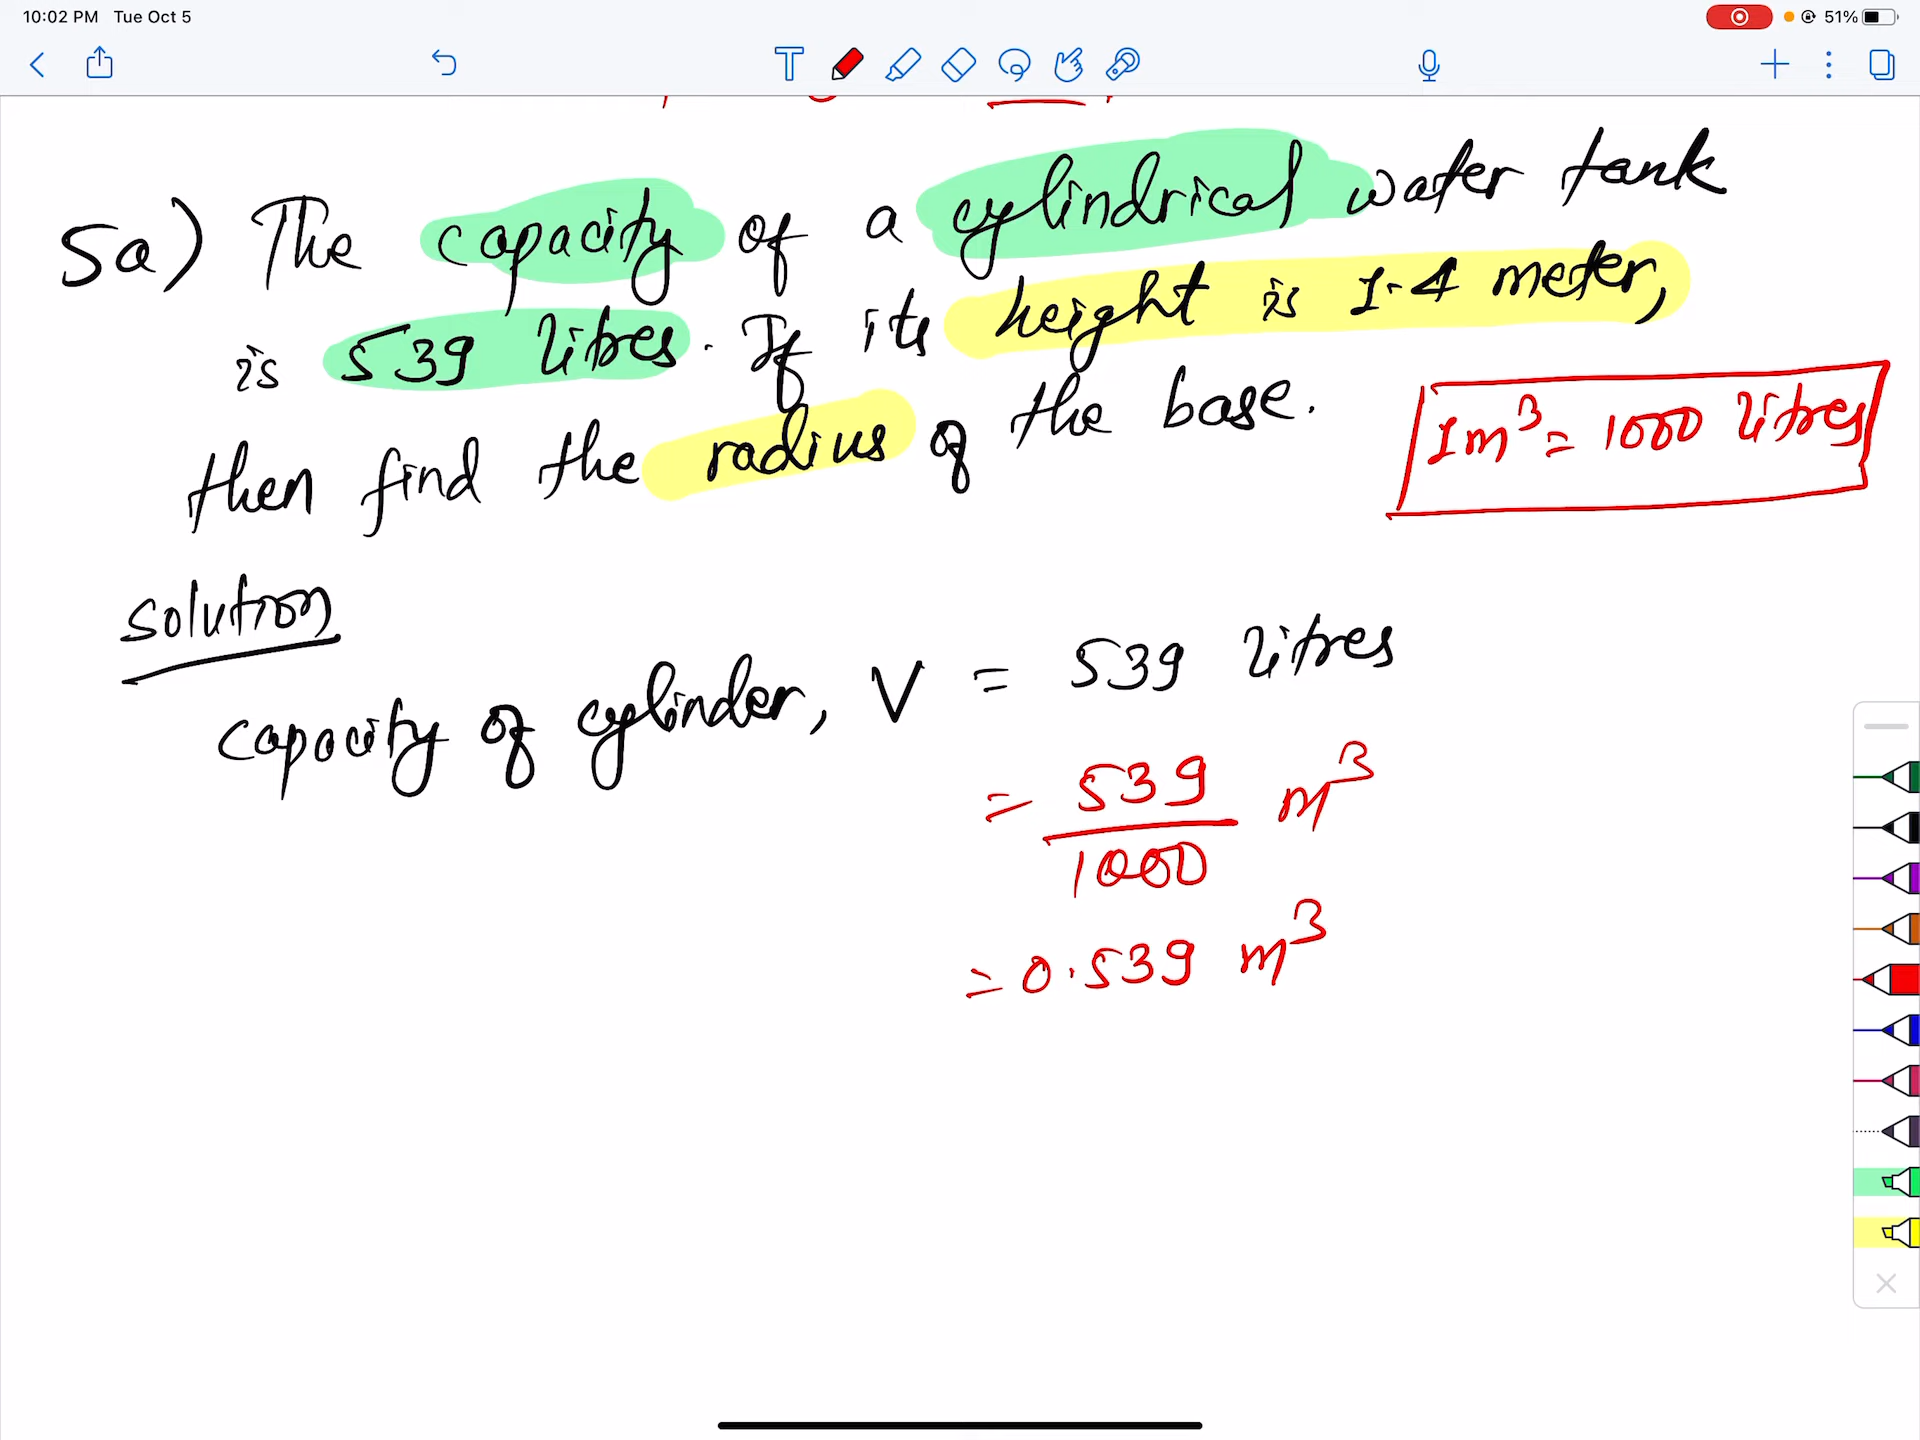 10:02 PM Tue Oct 5
51%
5a) The capacity of a cylindrical water tank
is 539 litres. If its height is 1.4 meter,
then find the radius of the base.
1m³ = 1000 litres
solution
capacity of cylinder, V = 539 litres
= 539/1000 m³
= 0.539 m³